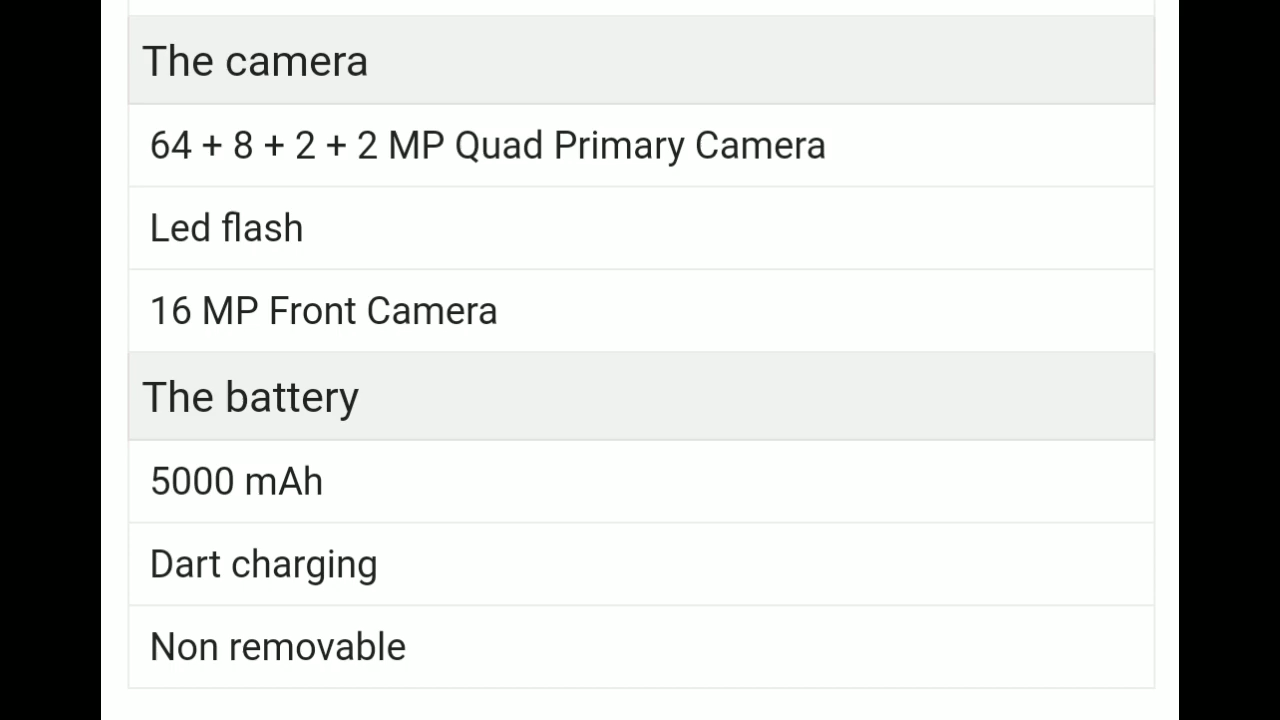 The camera
64 + 8 + 2 + 2 MP Quad Primary Camera
Led flash
16 MP Front Camera
The battery
5000 mAh
Dart charging
Non removable